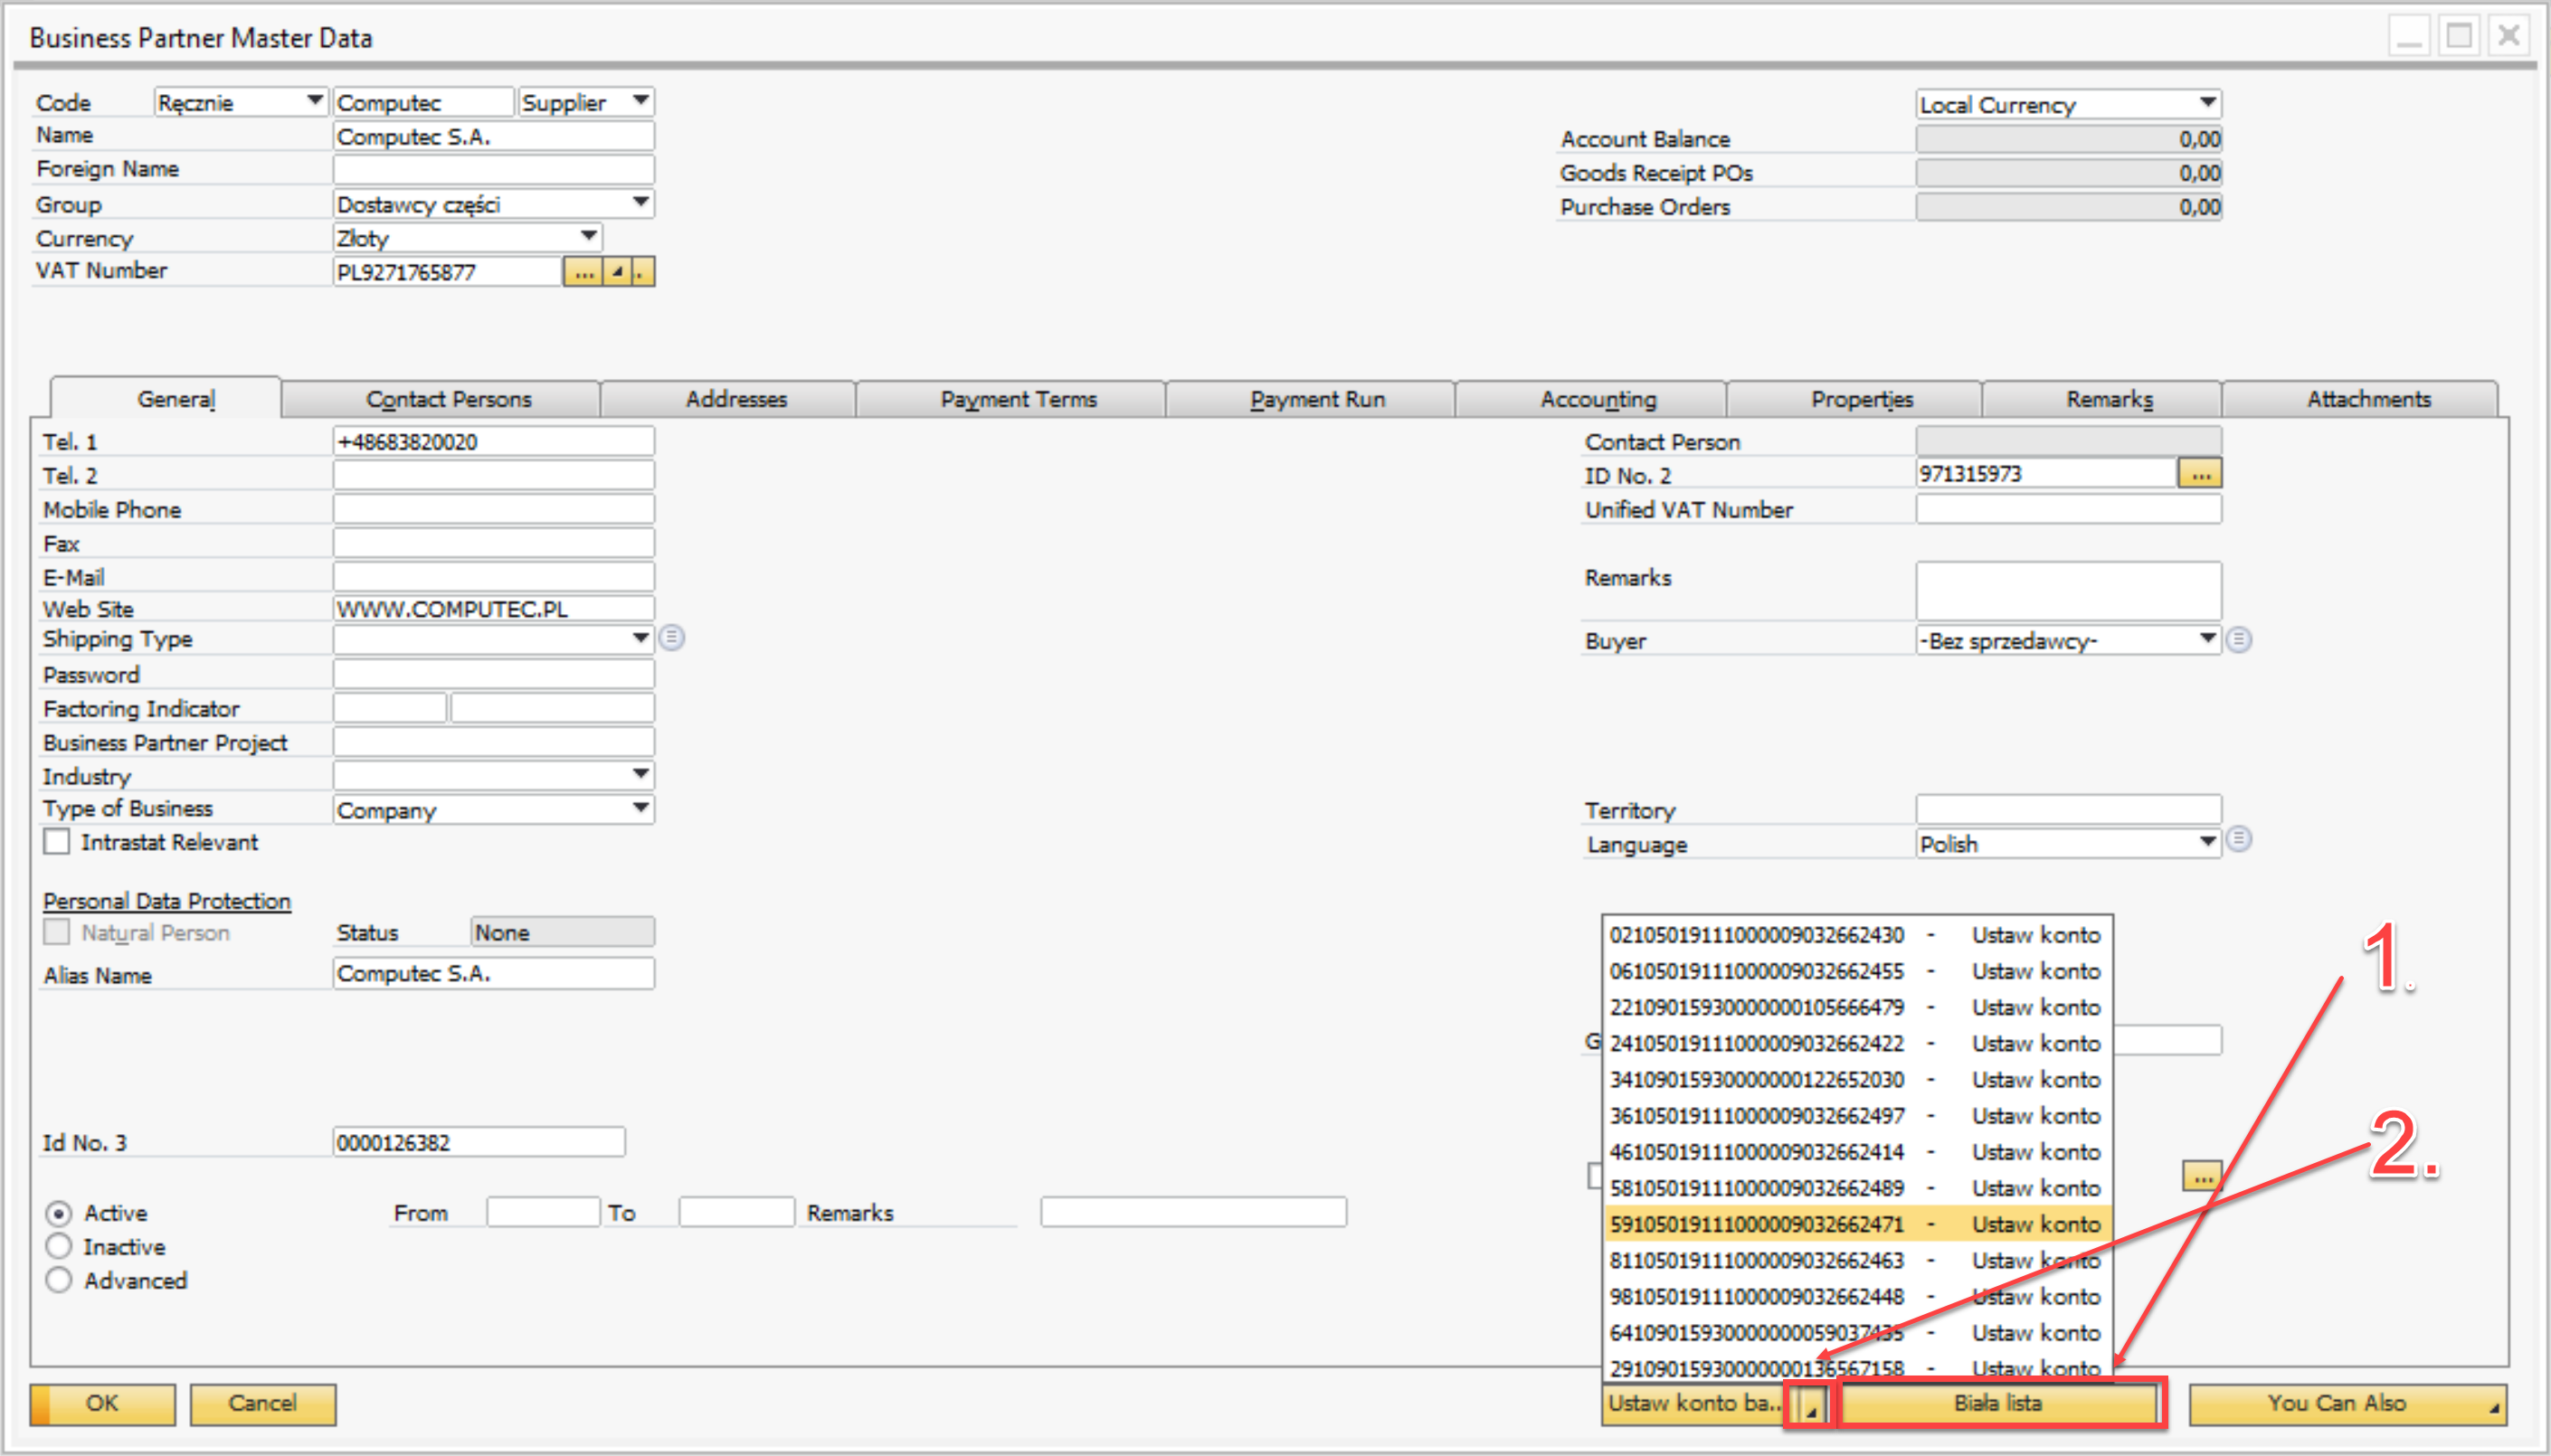 Business Partner Master Data
Code Ręcznie Computec Supplier Local Currency
Name Computec S.A. Account Balance 0,00
Foreign Name Goods Receipt POs 0,00
Group Dostawcy części Purchase Orders 0,00
Currency Złoty
VAT Number PL9271765877 ...
General Contact Persons Addresses Payment Terms Payment Run Accounting Properties Remarks Attachments
Tel. 1 +48683820020 Contact Person
Tel. 2 ID No. 2 971315973 ...
Mobile Phone Unified VAT Number
Fax
E-Mail Remarks
Web Site WWW.COMPUTEC.PL
Shipping Type Buyer -Bez sprzedawcy-
Password
Factoring Indicator
Business Partner Project
Industry
Type of Business Company Territory
Intrastat Relevant Language Polish
Personal Data Protection
Natural Person Status None
Alias Name Computec S.A.
Id No. 3 0000126382
Active From To Remarks
Inactive
Advanced
02105019111000009032662430 - Ustaw konto
06105019111000009032662455 - Ustaw konto
22109015930000000105666479 - Ustaw konto
G 24105019111000009032662422 - Ustaw konto
34109015930000000122652030 - Ustaw konto
36105019111000009032662497 - Ustaw konto
46105019111000009032662414 - Ustaw konto
58105019111000009032662489 - Ustaw konto
59105019111000009032662471 - Ustaw konto
81105019111000009032662463 - Ustaw konto
98105019111000009032662448 - Ustaw konto
64109015930000000059037435 - Ustaw konto
29109015930000000136567158 - Ustaw konto
1.
2.
...
OK Cancel Ustaw konto ba.. Biała lista You Can Also